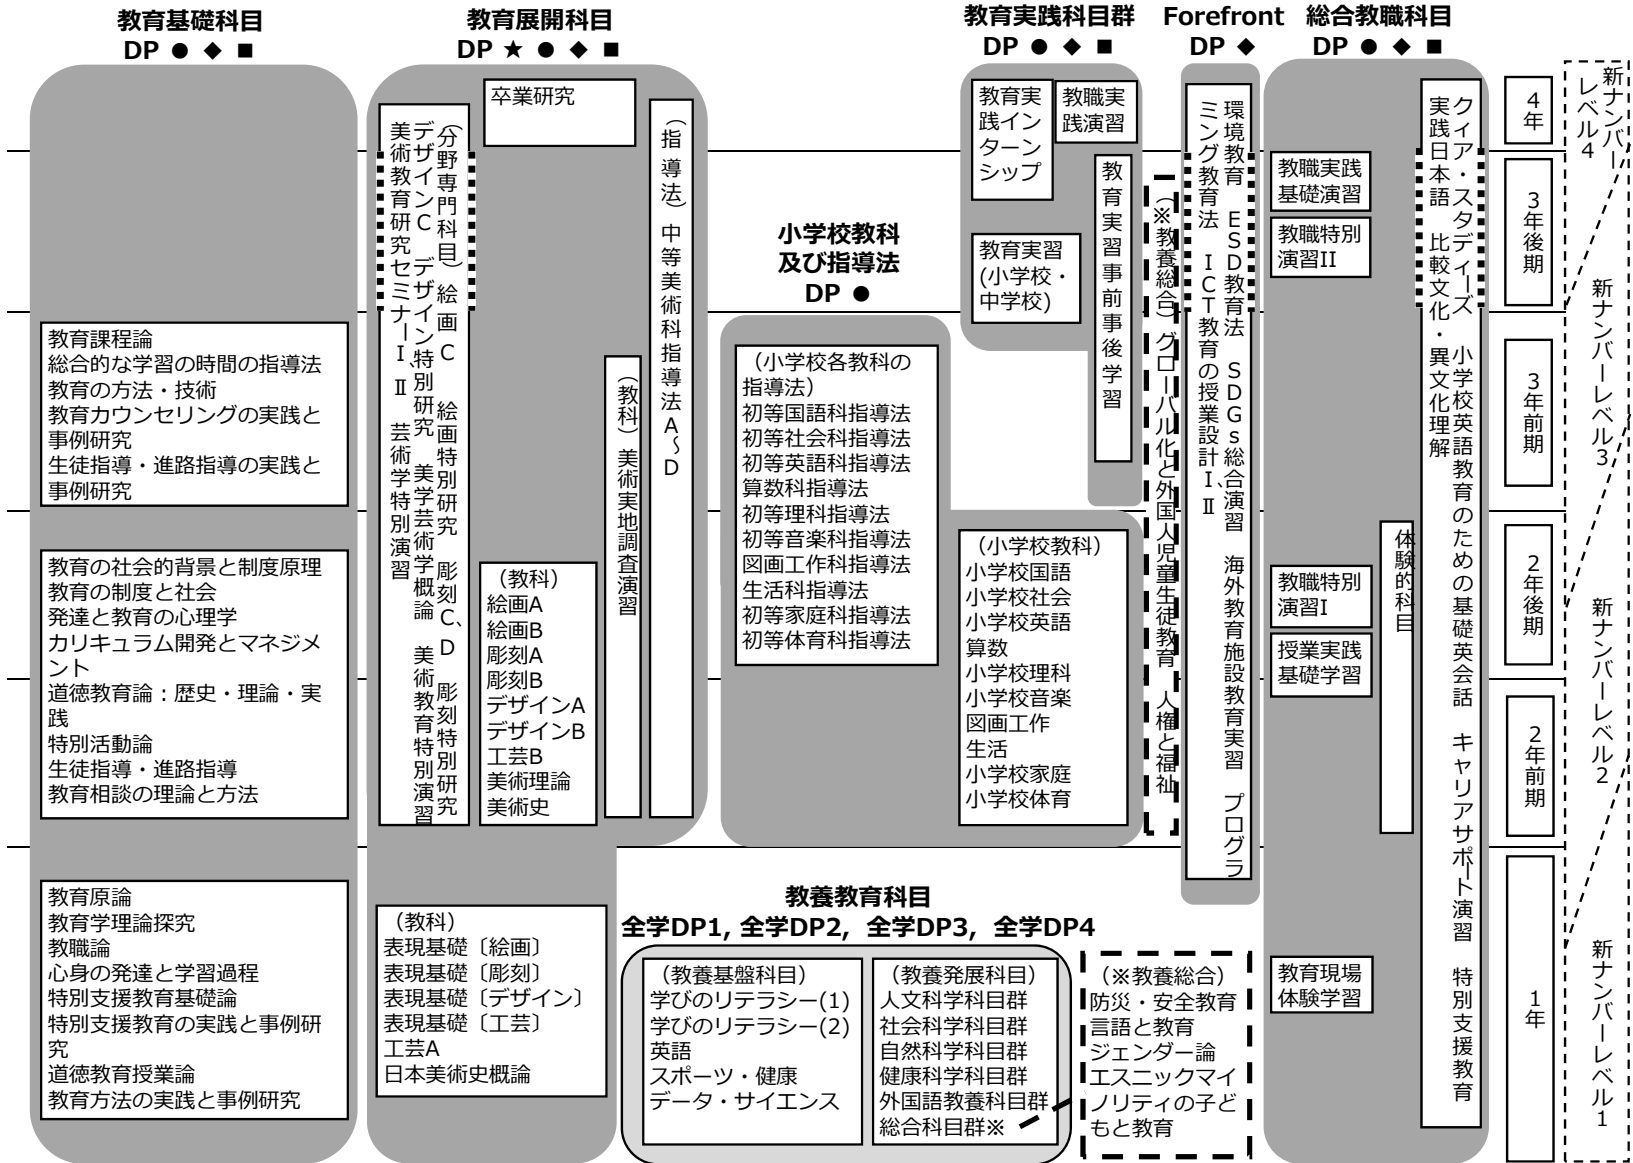 教育基礎科目
DP ● ◆ ■
教育課程論
総合的な学習の時間の指導法
教育の方法・技術
教育カウンセリングの実践と
事例研究
生徒指導・進路指導の実践と
事例研究
教育の社会的背景と制度原理
教育の制度と社会
発達と教育の心理学
カリキュラム開発とマネジメ
ント
道徳教育論：歴史・理論・実
践
特別活動論
生徒指導・進路指導
教育相談の理論と方法
教育原論
教育学理論探究
教職論
心身の発達と学習過程
特別支援教育基礎論
特別支援教育の実践と事例研
究
道徳教育授業論
教育方法の実践と事例研究
教育展開科目
DP ★ ● ◆ ■
卒業研究
（分野専門科目）絵画C　絵画特別研究　彫刻C、D　彫刻特別研究
デザインC　デザイン特別研究　美学芸術学概論　美術教育特別演習
美術教育研究セミナーⅠ、Ⅱ　芸術学特別演習
（教科）
絵画A
絵画B
彫刻A
彫刻B
デザインA
デザインB
工芸B
美術理論
美術史
（教科）美術実地調査演習
（指導法）中等美術科指導法A～D
（教科）
表現基礎〔絵画〕
表現基礎〔彫刻〕
表現基礎〔デザイン〕
表現基礎〔工芸〕
工芸A
日本美術史概論
小学校教科
及び指導法
DP ●
（小学校各教科の
指導法）
初等国語科指導法
初等社会科指導法
初等英語科指導法
算数科指導法
初等理科指導法
初等音楽科指導法
図画工作科指導法
生活科指導法
初等家庭科指導法
初等体育科指導法
（小学校教科）
小学校国語
小学校社会
小学校英語
算数
小学校理科
小学校音楽
図画工作
生活
小学校家庭
小学校体育
教育実践科目群
DP ● ◆ ■
教育実
践イン
ターン
シップ
教職実
践演習
教育実習
(小学校・
中学校)
教育実習事前事後学習
（※教養総合）グローバル化と外国人児童生徒教育　人権と福祉
教養教育科目
全学DP1, 全学DP2, 全学DP3, 全学DP4
（教養基盤科目）
学びのリテラシー(1)
学びのリテラシー(2)
英語
スポーツ・健康
データ・サイエンス
（教養発展科目）
人文科学科目群
社会科学科目群
自然科学科目群
健康科学科目群
外国語教養科目群
総合科目群※
（※教養総合）
防災・安全教育
言語と教育
ジェンダー論
エスニックマイ
ノリティの子ど
もと教育
Forefront
DP ◆
環境教育　ESD教育法　SDGs総合演習　海外教育施設教育実習　プログラ
ミング教育法　ICT教育の授業設計Ⅰ、Ⅱ
総合教職科目
DP ● ◆ ■
教職実践
基礎演習
教職特別
演習II
教職特別
演習I
授業実践
基礎学習
教育現場
体験学習
体験的科目
クィア・スタディーズ　小学校英語教育のための基礎英会話　キャリアサポート演習　特別支援教育
実践日本語　比較文化・異文化理解
4年
3年後期
3年前期
2年後期
2年前期
1年
新ナンバー
レベル4
新ナンバーレベル3
新ナンバーレベル2
新ナンバーレベル1